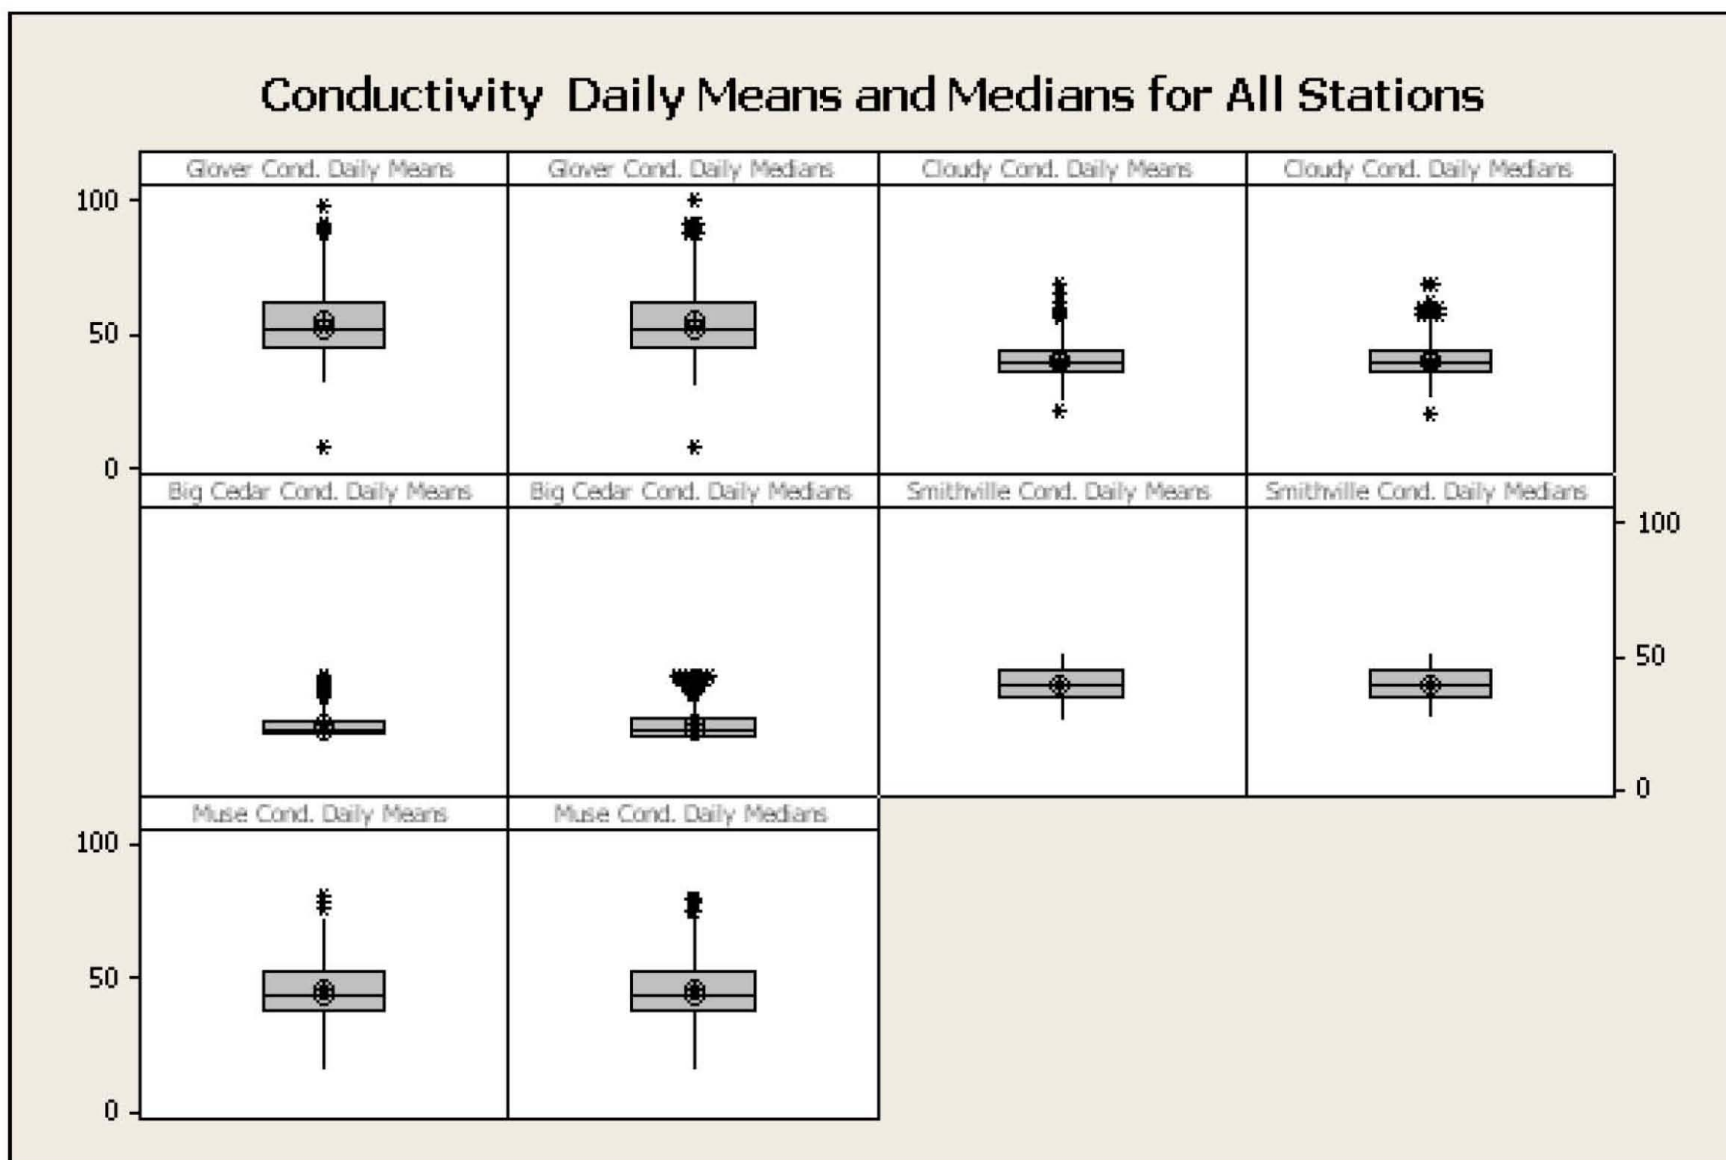 Conductivity Daily Means and Medians for All Stations
Glover Cond. Daily Means Glover Cond. Daily Medians Cloudy Cond. Daily Means Cloudy Cond. Daily Medians
100
50
0
Big Cedar Cond. Daily Means Big Cedar Cond. Daily Medians Smithville Cond. Daily Means Smithville Cond. Daily Medians
100
50
0
Muse Cond. Daily Means Muse Cond. Daily Medians
100
50
0